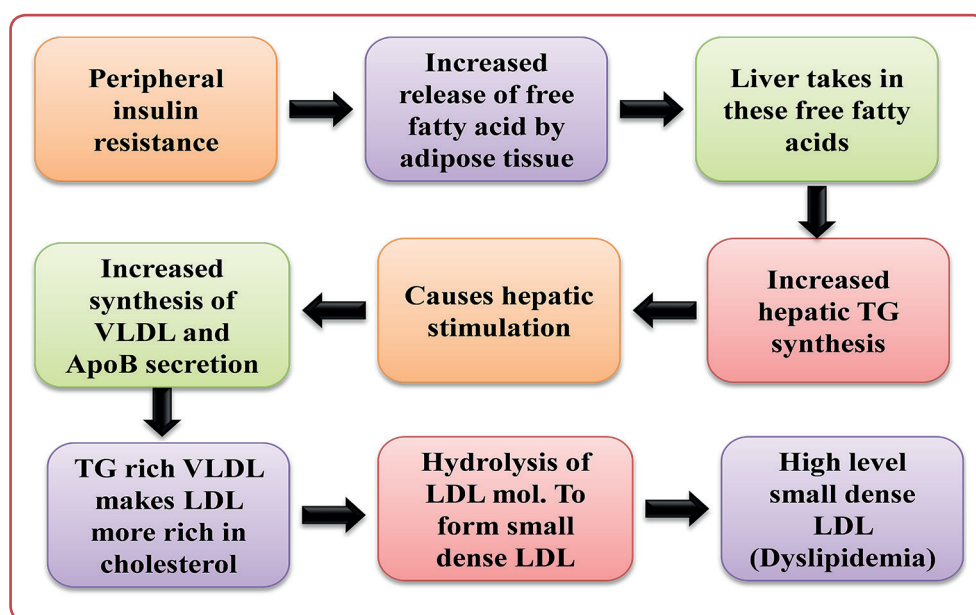 Peripheral
insulin
resistance
Increased
release of free
fatty acid by
adipose tissue
Liver takes in
these free fatty
acids
Increased
hepatic TG
synthesis
Causes hepatic
stimulation
Increased
synthesis of
VLDL and
ApoB secretion
TG rich VLDL
makes LDL
more rich in
cholesterol
Hydrolysis of
LDL mol. To
form small
dense LDL
High level
small dense
LDL
(Dyslipidemia)